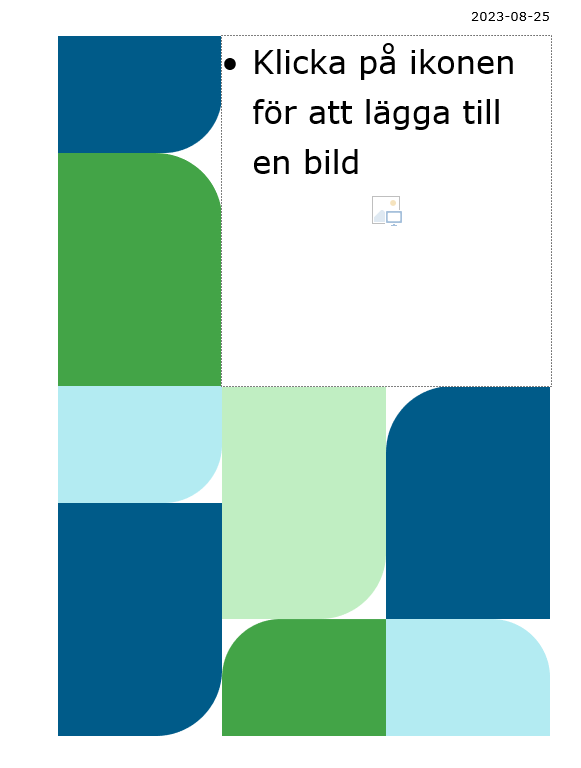 2023-08-25
• Klicka på ikonen
för att lägga till
en bild